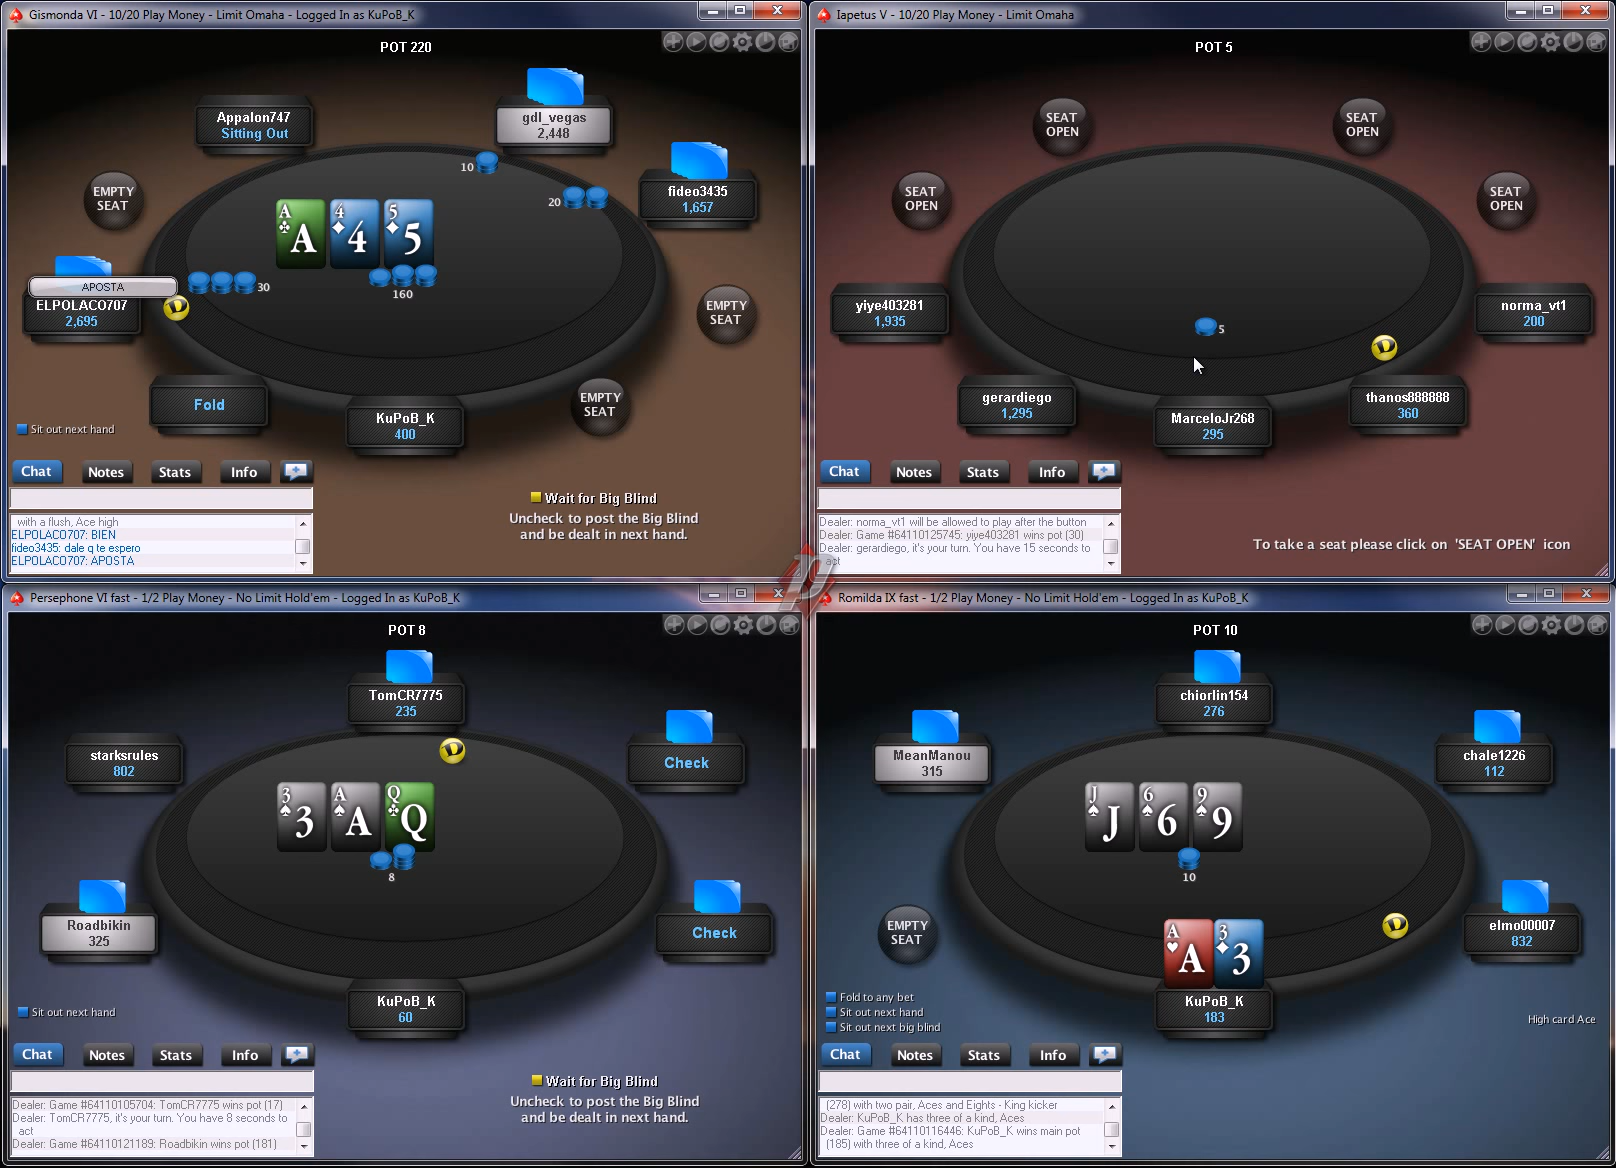 Gismonda VI - 10/20 Play Money - Limit Omaha - Logged In as KuPoB_K
POT 220
Appalon747
Sitting Out
gdl_vegas
2,448
10
fideo3435
1,657
20
EMPTY
SEAT
A A
4 4
5 5
160
30
APOSTA
ELPOLACO707
2,695
D
EMPTY
SEAT
EMPTY
SEAT
Fold
KuPoB_K
400
Sit out next hand
Chat Notes Stats Info
with a flush, Ace high
ELPOLACO707: BIEN
fideo3435: dale q te espero
ELPOLACO707: APOSTA
Wait for Big Blind
Uncheck to post the Big Blind
and be dealt in next hand.
Iapetus V - 10/20 Play Money - Limit Omaha
POT 5
SEAT
OPEN
SEAT
OPEN
SEAT
OPEN
SEAT
OPEN
yiye403281
1,935
norma_vt1
200
5
D
gerardiego
1,295
MarceloJr268
295
thanos888888
360
Chat Notes Stats Info
Dealer: norma_vt1 will be allowed to play after the button
Dealer: Game #64110125745: yiye403281 wins pot (30)
Dealer: gerardiego, it's your turn. You have 15 seconds to
act
To take a seat please click on 'SEAT OPEN' icon
P
Persephone VI fast - 1/2 Play Money - No Limit Hold'em - Logged In as KuPoB_K
POT 8
TomCR7775
235
D
starksrules
802
Check
3 3
A A
Q Q
8
Roadbikin
325
Check
KuPoB_K
60
Sit out next hand
Chat Notes Stats Info
Dealer: Game #64110105704: TomCR7775 wins pot (17)
Dealer: TomCR7775, it's your turn. You have 8 seconds to
act
Dealer: Game #64110121189: Roadbikin wins pot (181)
Wait for Big Blind
Uncheck to post the Big Blind
and be dealt in next hand.
Romilda IX fast - 1/2 Play Money - No Limit Hold'em - Logged In as KuPoB_K
POT 10
chiorlin154
276
MeanManou
315
chale1226
112
J J
6 6
9 9
10
EMPTY
SEAT
A A
3 3
D
elmo00007
832
KuPoB_K
183
Fold to any bet
Sit out next hand
Sit out next big blind
High card Ace
Chat Notes Stats Info
(278) with two pair, Aces and Eights - King kicker
Dealer: KuPoB_K has three of a kind, Aces
Dealer: Game #64110116446: KuPoB_K wins main pot
(185) with three of a kind, Aces